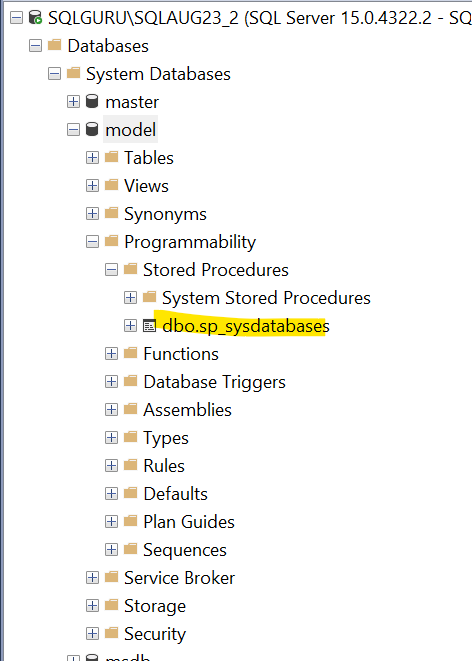 SQLGURU\SQLAUG23_2 (SQL Server 15.0.4322.2 - SQ
Databases
System Databases
master
model
Tables
Views
Synonyms
Programmability
Stored Procedures
System Stored Procedures
dbo.sp_sysdatabases
Functions
Database Triggers
Assemblies
Types
Rules
Defaults
Plan Guides
Sequences
Service Broker
Storage
Security
msdb